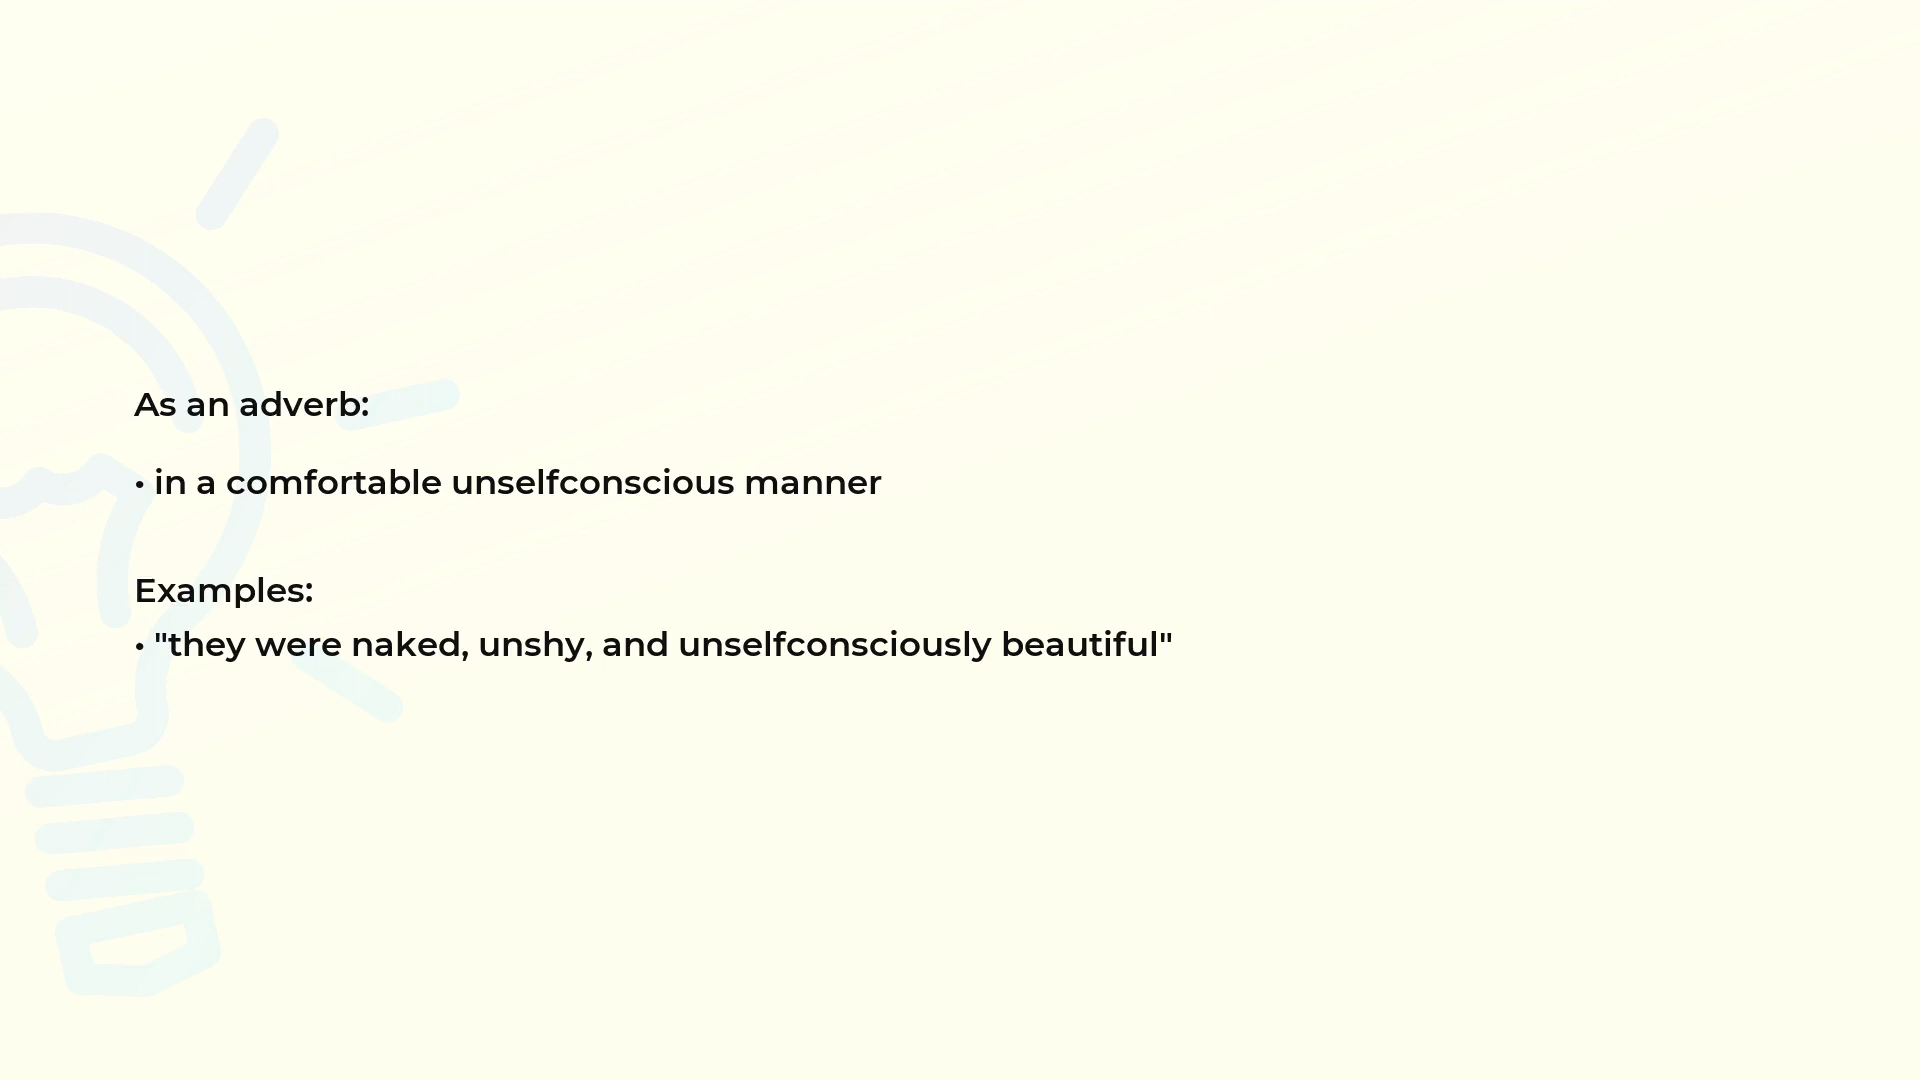 As an adverb:
• in a comfortable unselfconscious manner
Examples:
• "they were naked, unshy, and unselfconsciously beautiful"